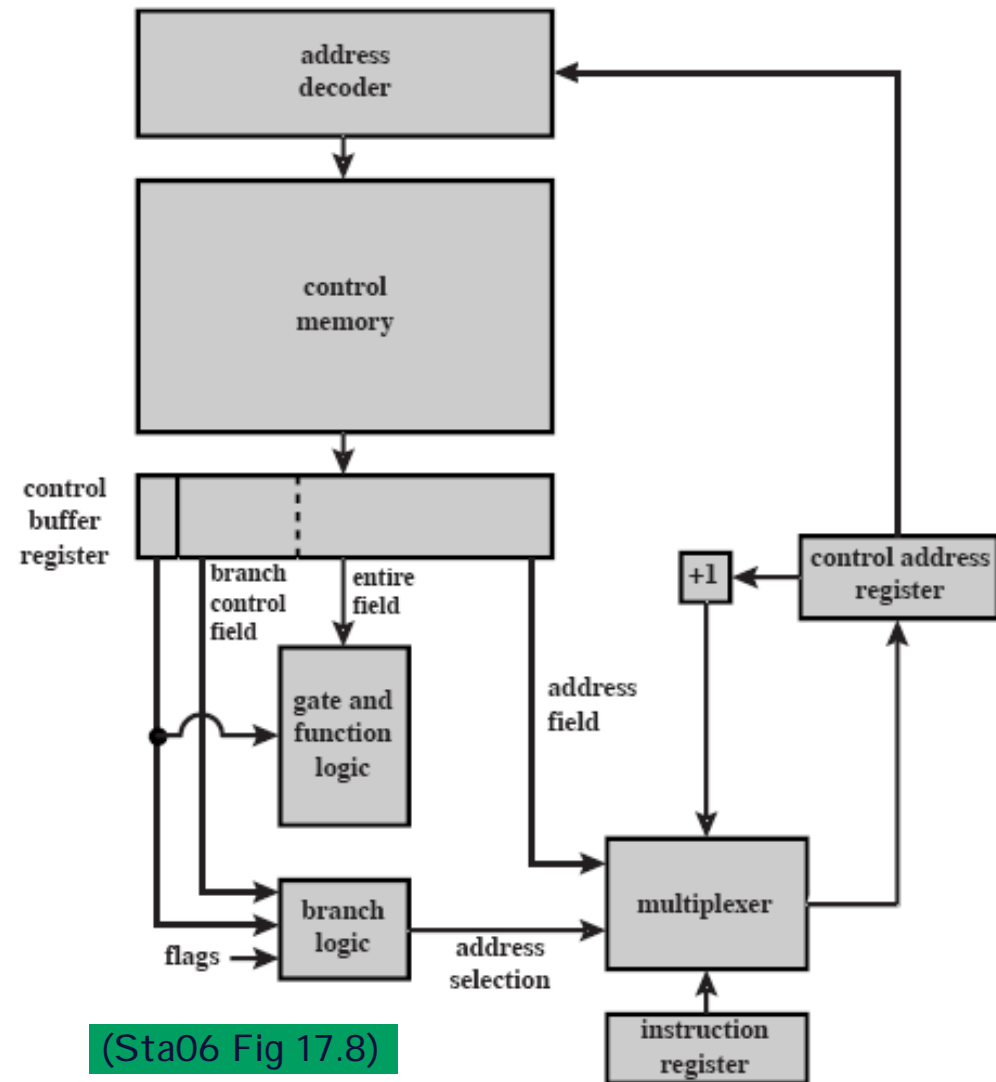 address
decoder
control
memory
control
buffer
register
branch
control
field
entire
field
+1
control address
register
gate and
function
logic
address
field
branch
logic
flags
address
selection
multiplexer
instruction
register
(Sta06 Fig 17.8)